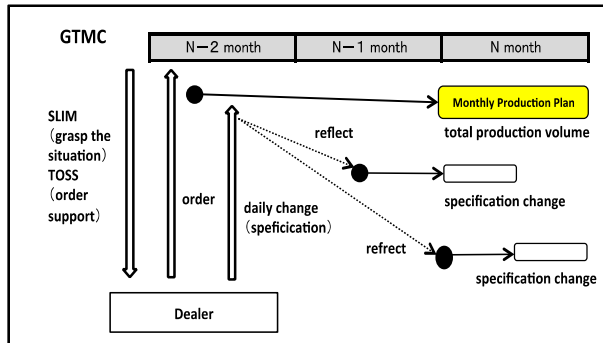 GTMC
N－2 month
N－1 month
N month
Monthly Production Plan
total production volume
SLIM
（grasp the
situation）
TOSS
（order
support）
order
daily change
（speficication）
reflect
specification change
refrect
specification change
Dealer